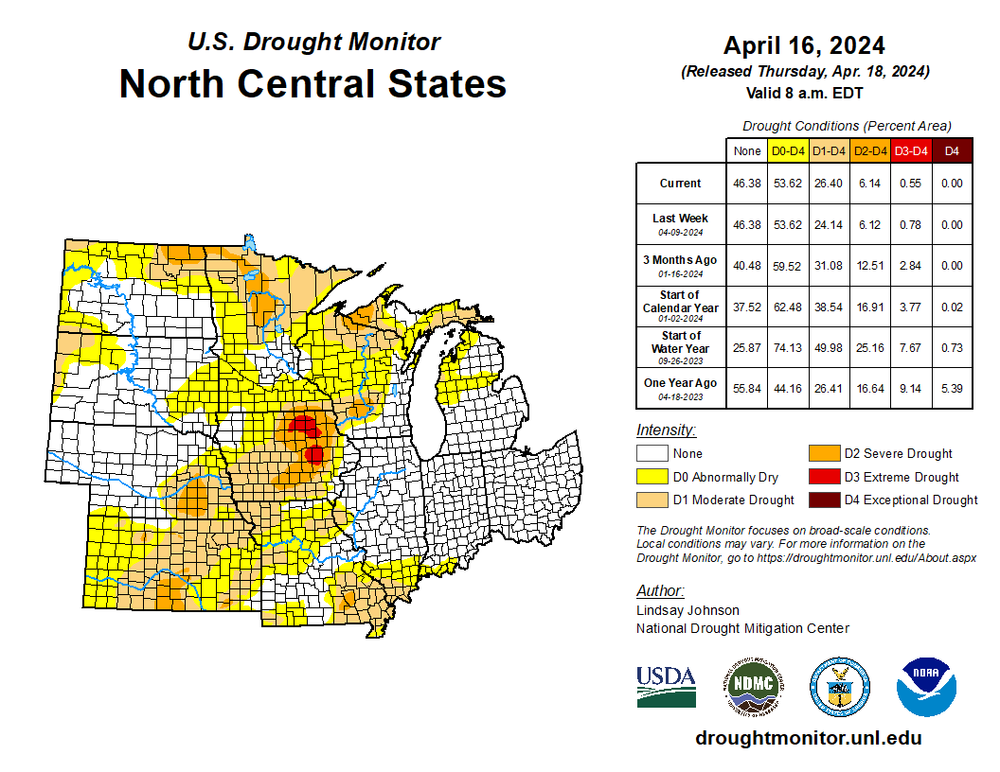 U.S. Drought Monitor
North Central States
April 16, 2024
(Released Thursday, Apr. 18, 2024)
Valid 8 a.m. EDT
Drought Conditions (Percent Area)
None D0-D4 D1-D4 D2-D4 D3-D4 D4
Current 46.38 53.62 26.40 6.14 0.55 0.00
Last Week
04-09-2024
46.38 53.62 24.14 6.12 0.78 0.00
3 Months Ago
01-16-2024
40.48 59.52 31.08 12.51 2.84 0.00
Start of
Calendar Year
01-02-2024
37.52 62.48 38.54 16.91 3.77 0.02
Start of
Water Year
09-26-2023
25.87 74.13 49.98 25.16 7.67 0.73
One Year Ago
04-18-2023
55.84 44.16 26.41 16.64 9.14 5.39
Intensity:
None
D0 Abnormally Dry
D1 Moderate Drought
D2 Severe Drought
D3 Extreme Drought
D4 Exceptional Drought
The Drought Monitor focuses on broad-scale conditions.
Local conditions may vary. For more information on the
Drought Monitor, go to https://droughtmonitor.unl.edu/About.aspx
Author:
Lindsay Johnson
National Drought Mitigation Center
USDA
NDMC
NOAA
droughtmonitor.unl.edu